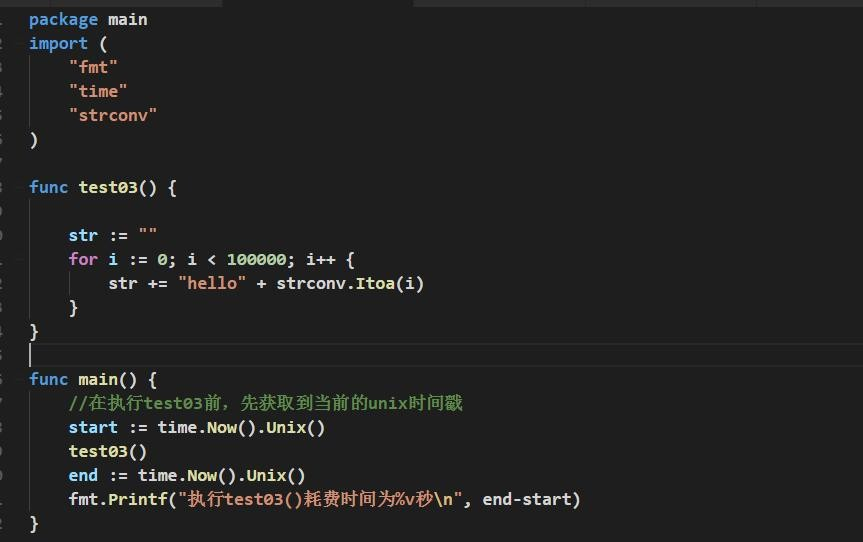 package main
import (
    "fmt"
    "time"
    "strconv"
)
func test03() {
    str := ""
    for i := 0; i < 100000; i++ {
        str += "hello" + strconv.Itoa(i)
    }
}
func main() {
    //在执行test03前，先获取到当前的unix时间戳
    start := time.Now().Unix()
    test03()
    end := time.Now().Unix()
    fmt.Printf("执行test03()耗费时间为%v秒\n", end-start)
}